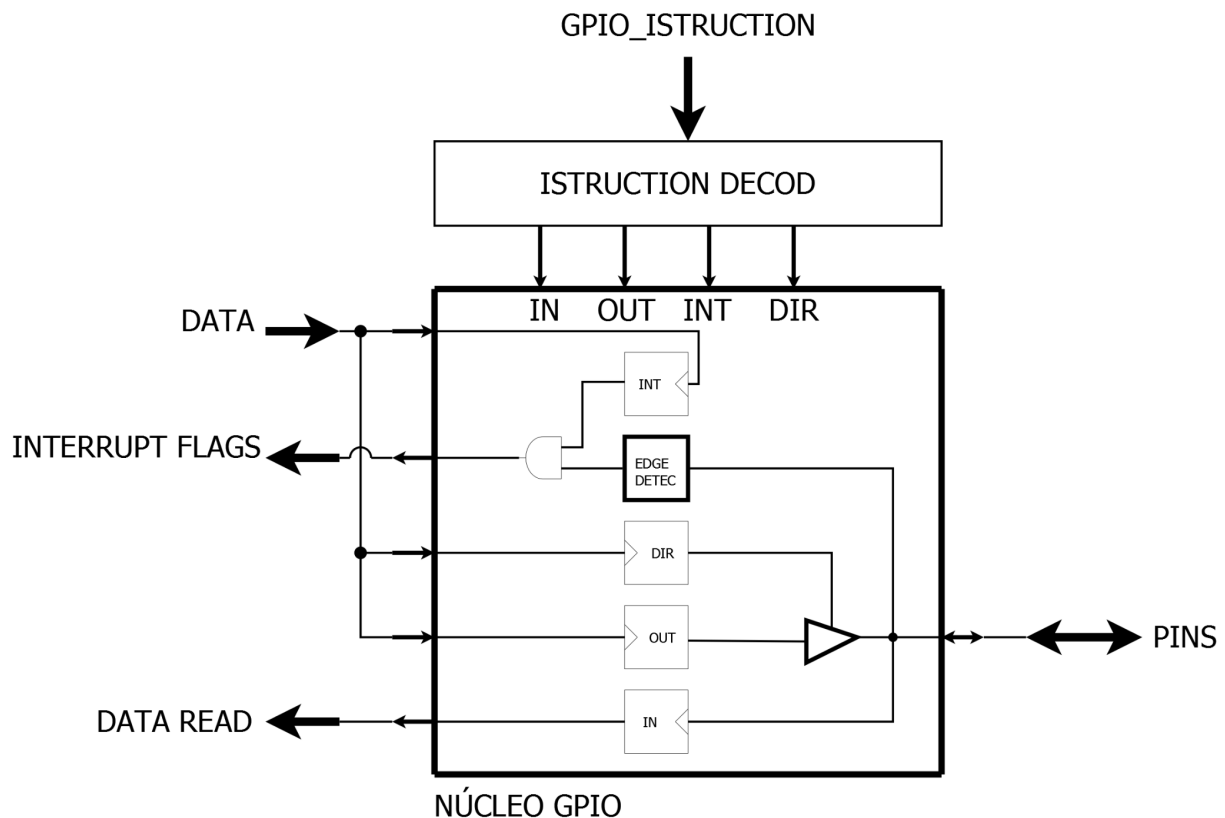 GPIO_ISTRUCTION
ISTRUCTION DECOD
IN OUT INT DIR
DATA
INT
INTERRUPT FLAGS
EDGE
DETEC
DIR
OUT
PINS
DATA READ
IN
NÚCLEO GPIO